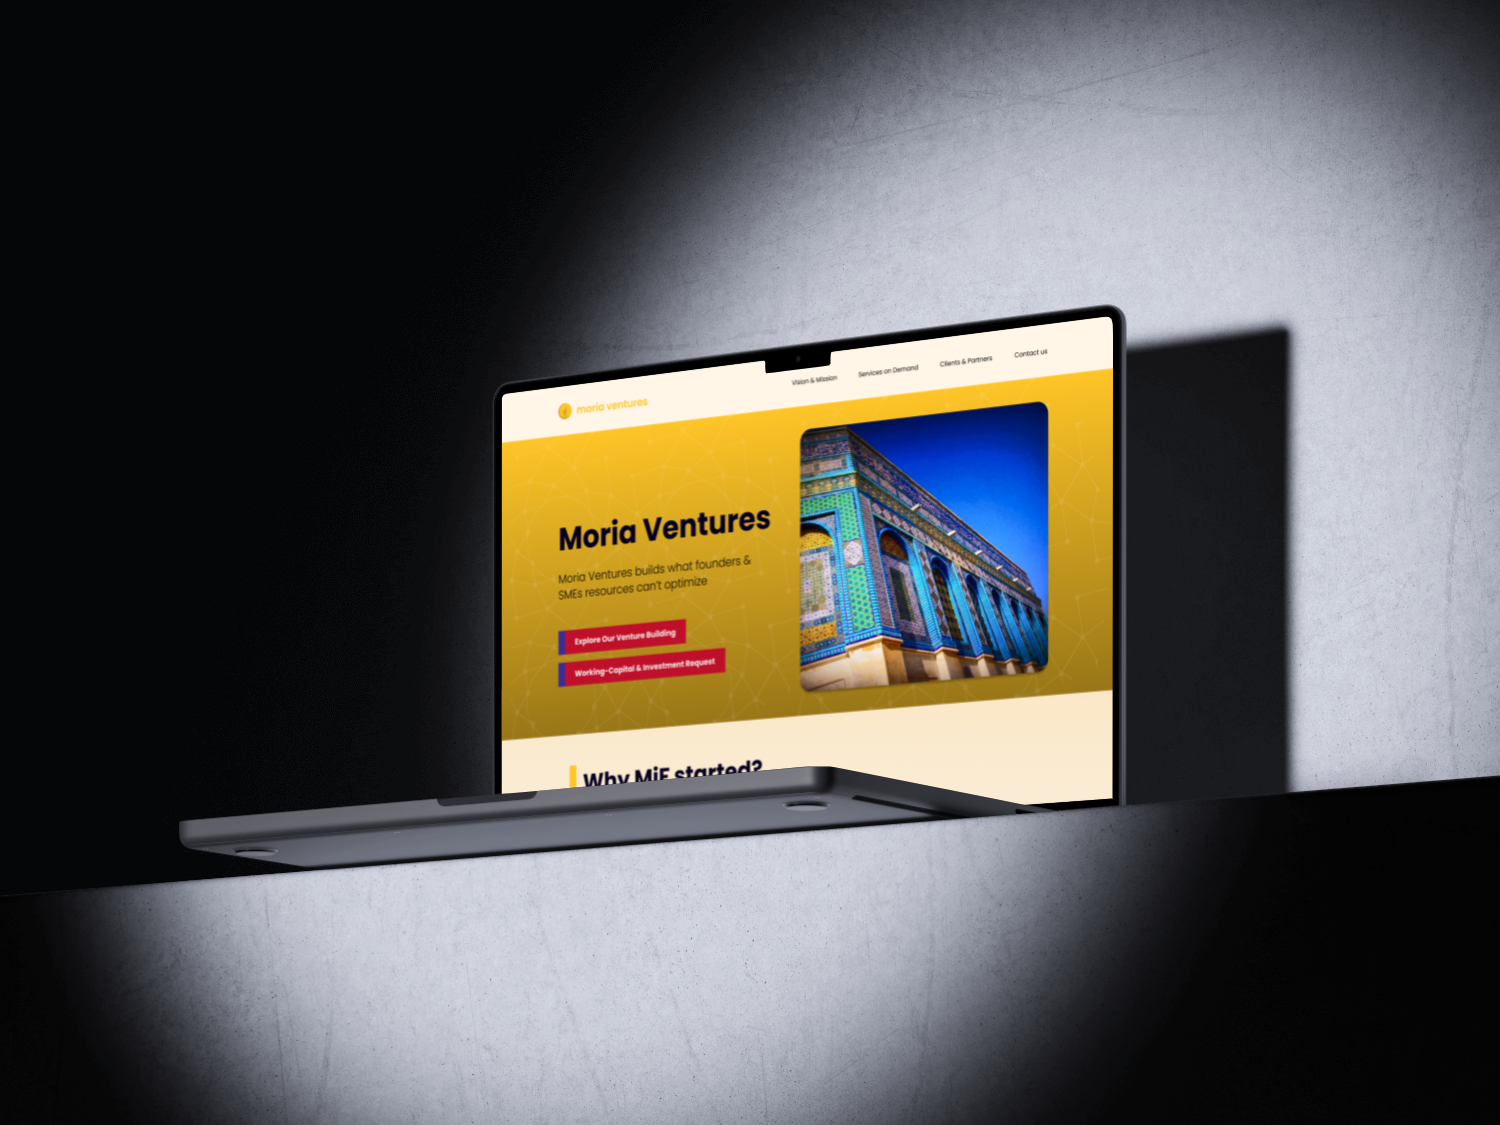 moria ventures
Vision & Mission
Services on Demand
Clients & Partners
Contact us
Moria Ventures
Moria Ventures builds what founders &
SMEs resources can't optimize
Explore Our Venture Building
Working-Capital & Investment Request
Why MiF started?